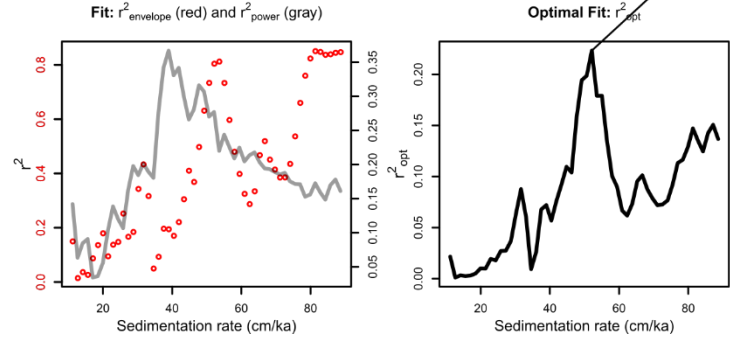 Fit: r²envelope (red) and r²power (gray)
0.8
0.6
0.4
0.2
0.0
r²
0.35
0.30
0.25
0.20
0.15
0.10
0.05
20 40 60 80
Sedimentation rate (cm/ka)
Optimal Fit: r²opt
0.20
0.15
0.10
0.05
0.00
r²opt
20 40 60 80
Sedimentation rate (cm/ka)